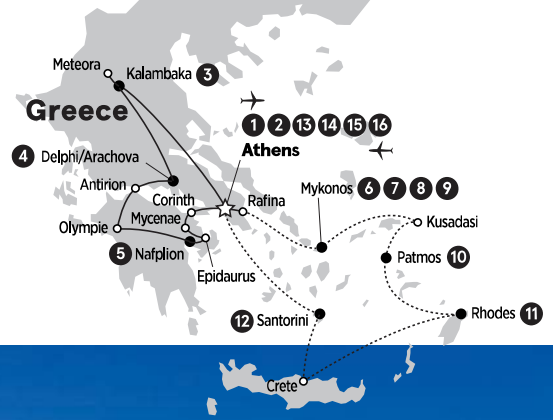 Meteora
Kalambaka 3
Greece
1 2 13 14 15 16
Athens
4 Delphi/Arachova
Antirion
Corinth
Rafina
Mykonos 6 7 8 9
Mycenae
Olympie
Kusadasi
5 Nafplion
Epidaurus
Patmos 10
12 Santorini
Rhodes 11
Crete